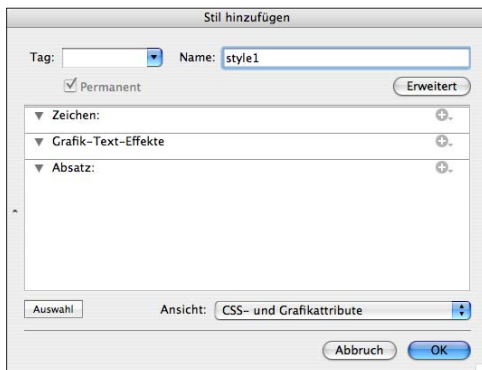 Stil hinzufügen
Tag: Name: style1
Permanent Erweitert
Zeichen:
Grafik-Text-Effekte
Absatz:
Auswahl Ansicht: CSS- und Grafikattribute
Abbruch OK